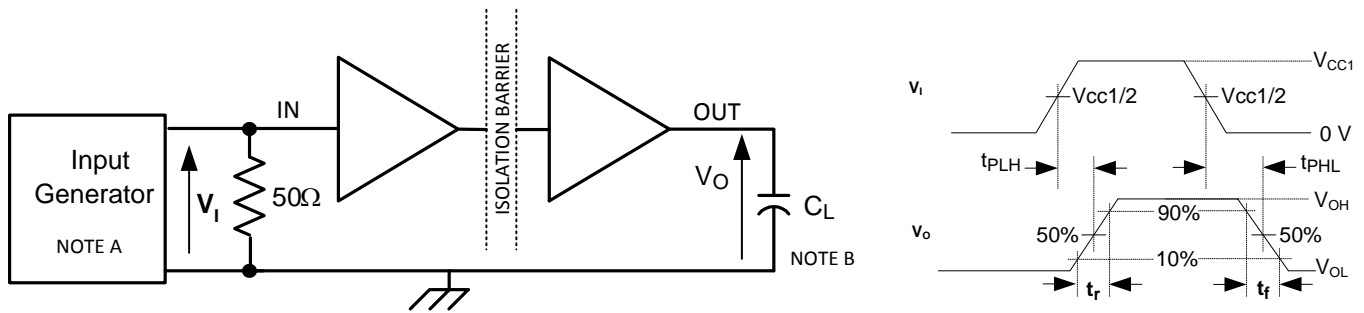 Input
Generator
NOTE A
V_I
50Ω
IN
ISOLATION BARRIER
OUT
V_O
C_L
NOTE B
V_I
V_CC1
Vcc1/2
Vcc1/2
0 V
t_PLH
t_PHL
V_O
V_OH
90%
50%
50%
10%
V_OL
t_r
t_f